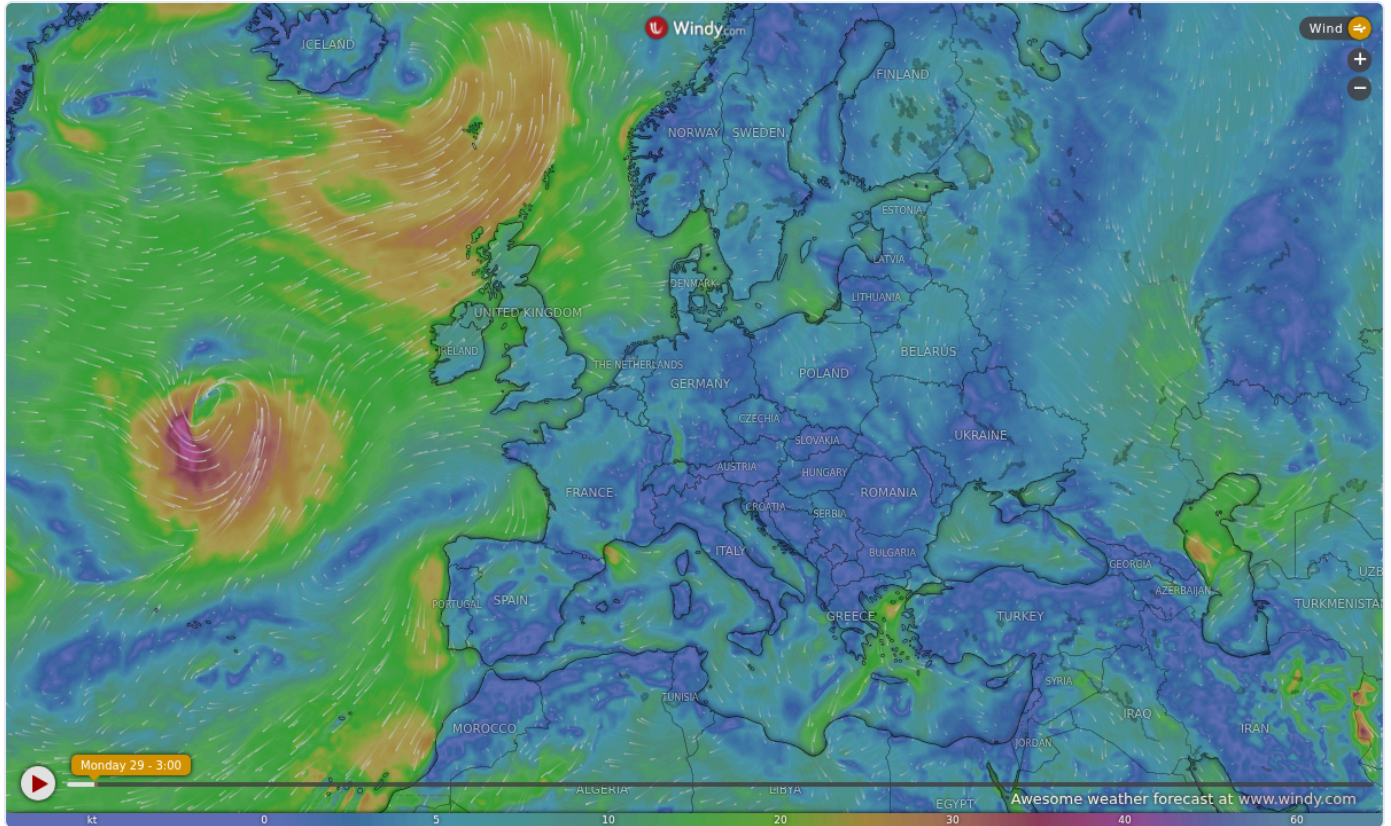 ICELAND
Windy.com
Wind
+
−
FINLAND
NORWAY
SWEDEN
ESTONIA
LATVIA
DENMARK
LITHUANIA
UNITED KINGDOM
IRELAND
THE NETHERLANDS
BELARUS
GERMANY
POLAND
CZECHIA
UKRAINE
SLOVAKIA
AUSTRIA
HUNGARY
FRANCE
ROMANIA
CROATIA
SERBIA
ITALY
BULGARIA
GEORGIA
UZB
AZERBAIJAN
PORTUGAL
SPAIN
GREECE
TURKEY
TURKMENISTAN
SYRIA
TUNISIA
IRAQ
MOROCCO
IRAN
JORDAN
Monday 29 - 3:00
ALGERIA
LIBYA
EGYPT
Awesome weather forecast at www.windy.com
kt 0 5 10 20 30 40 60